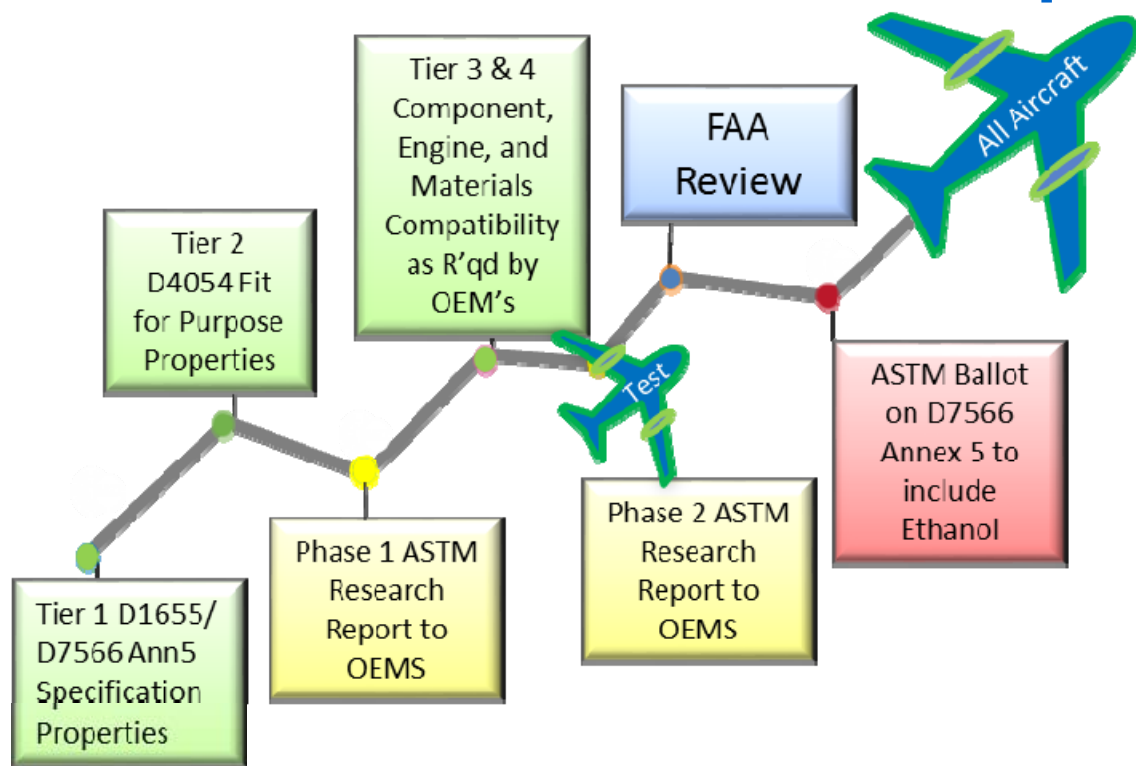 Tier 1 D1655/
D7566 Ann5
Specification
Properties
Tier 2
D4054 Fit
for Purpose
Properties
Phase 1 ASTM
Research
Report to
OEMS
Tier 3 & 4
Component,
Engine, and
Materials
Compatibility
as R'qd by
OEM's
Test
Phase 2 ASTM
Research
Report to
OEMS
FAA
Review
ASTM Ballot
on D7566
Annex 5 to
include
Ethanol
All Aircraft